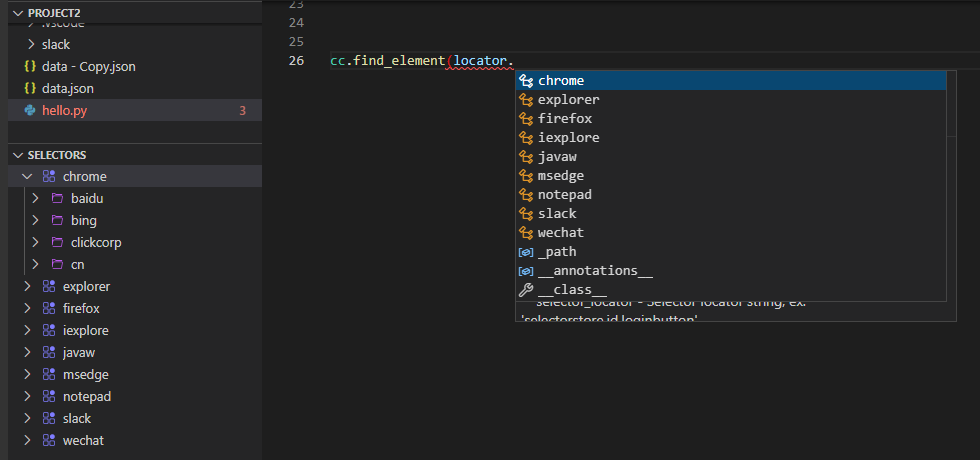 PROJECT2
.vscode
slack
data - Copy.json
data.json
hello.py 3
SELECTORS
chrome
baidu
bing
clickcorp
cn
explorer
firefox
iexplore
javaw
msedge
notepad
slack
wechat
23
24
25
26 cc.find_element(locator.
chrome
explorer
firefox
iexplore
javaw
msedge
notepad
slack
wechat
_path
__annotations__
__class__
selector_locator - Selector locator string, ex:
'selectorstore.id.loginbutton'